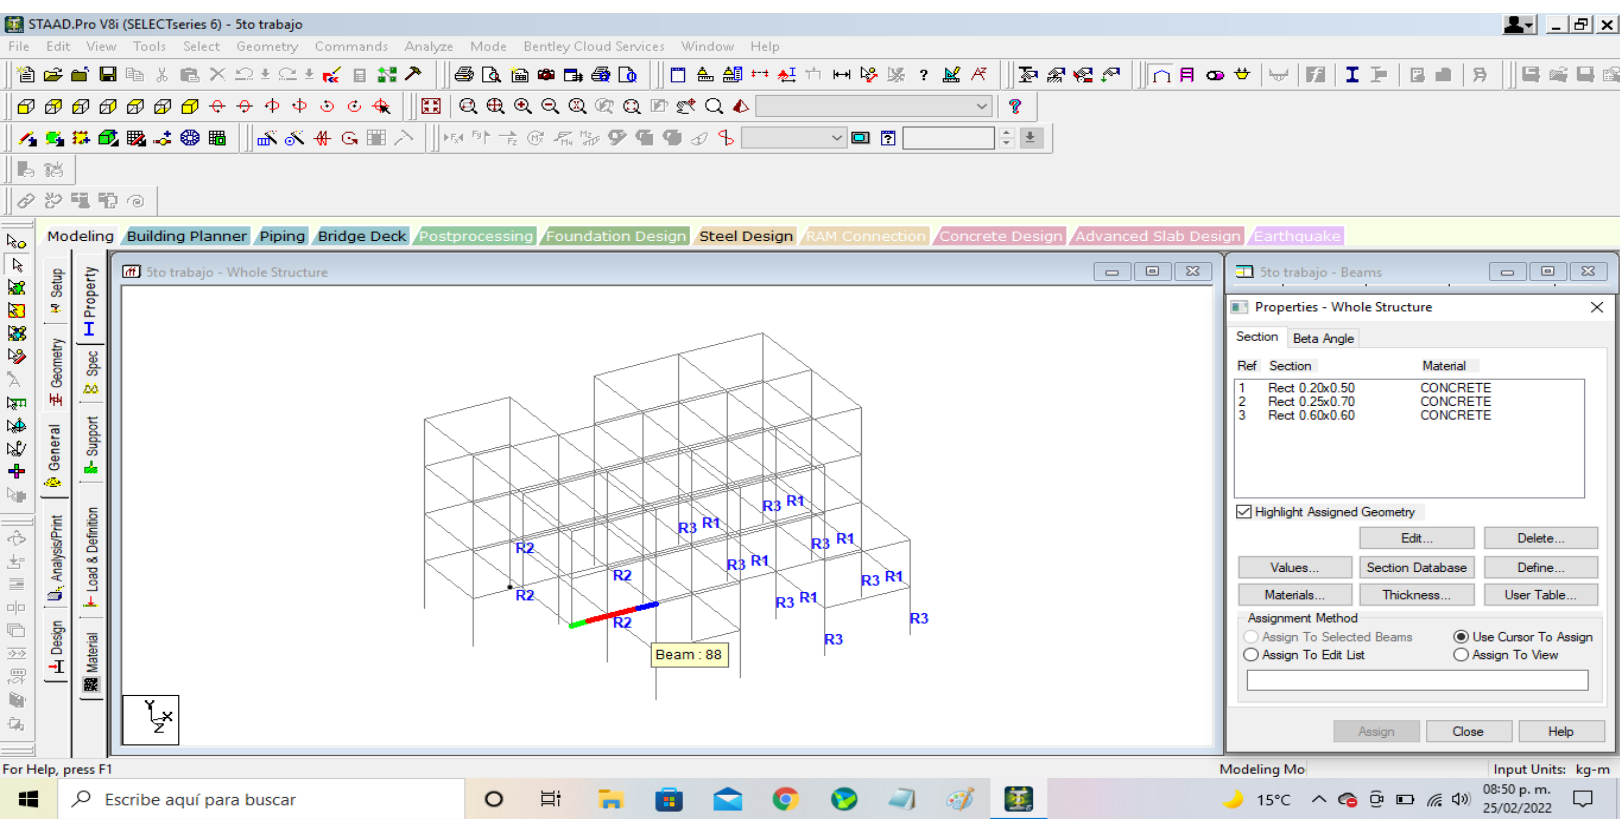 STAAD.Pro V8i (SELECTseries 6) - 5to trabajo
File Edit View Tools Select Geometry Commands Analyze Mode Bentley Cloud Services Window Help
Modeling Building Planner Piping Bridge Deck Postprocessing Foundation Design Steel Design RAM Connection Concrete Design Advanced Slab Design Earthquake
Setup
Geometry
General
Analysis/Print
Design
Property
Spec
Support
Load & Definition
Material
5to trabajo - Whole Structure
R3 R1
R3 R1
R2
R3 R1
R3 R1
R2
R3 R1
R2
R3 R1
R2
R3
R3
Beam : 88
Y
X
Z
5to trabajo - Beams
Properties - Whole Structure
Section Beta Angle
Ref Section Material
1 Rect 0.20x0.50 CONCRETE
2 Rect 0.25x0.70 CONCRETE
3 Rect 0.60x0.60 CONCRETE
Highlight Assigned Geometry
Edit... Delete...
Values... Section Database Define...
Materials... Thickness... User Table...
Assignment Method
Assign To Selected Beams Use Cursor To Assign
Assign To Edit List Assign To View
Assign Close Help
For Help, press F1
Modeling Mo
Input Units: kg-m
Escribe aquí para buscar
15°C
08:50 p. m.
25/02/2022